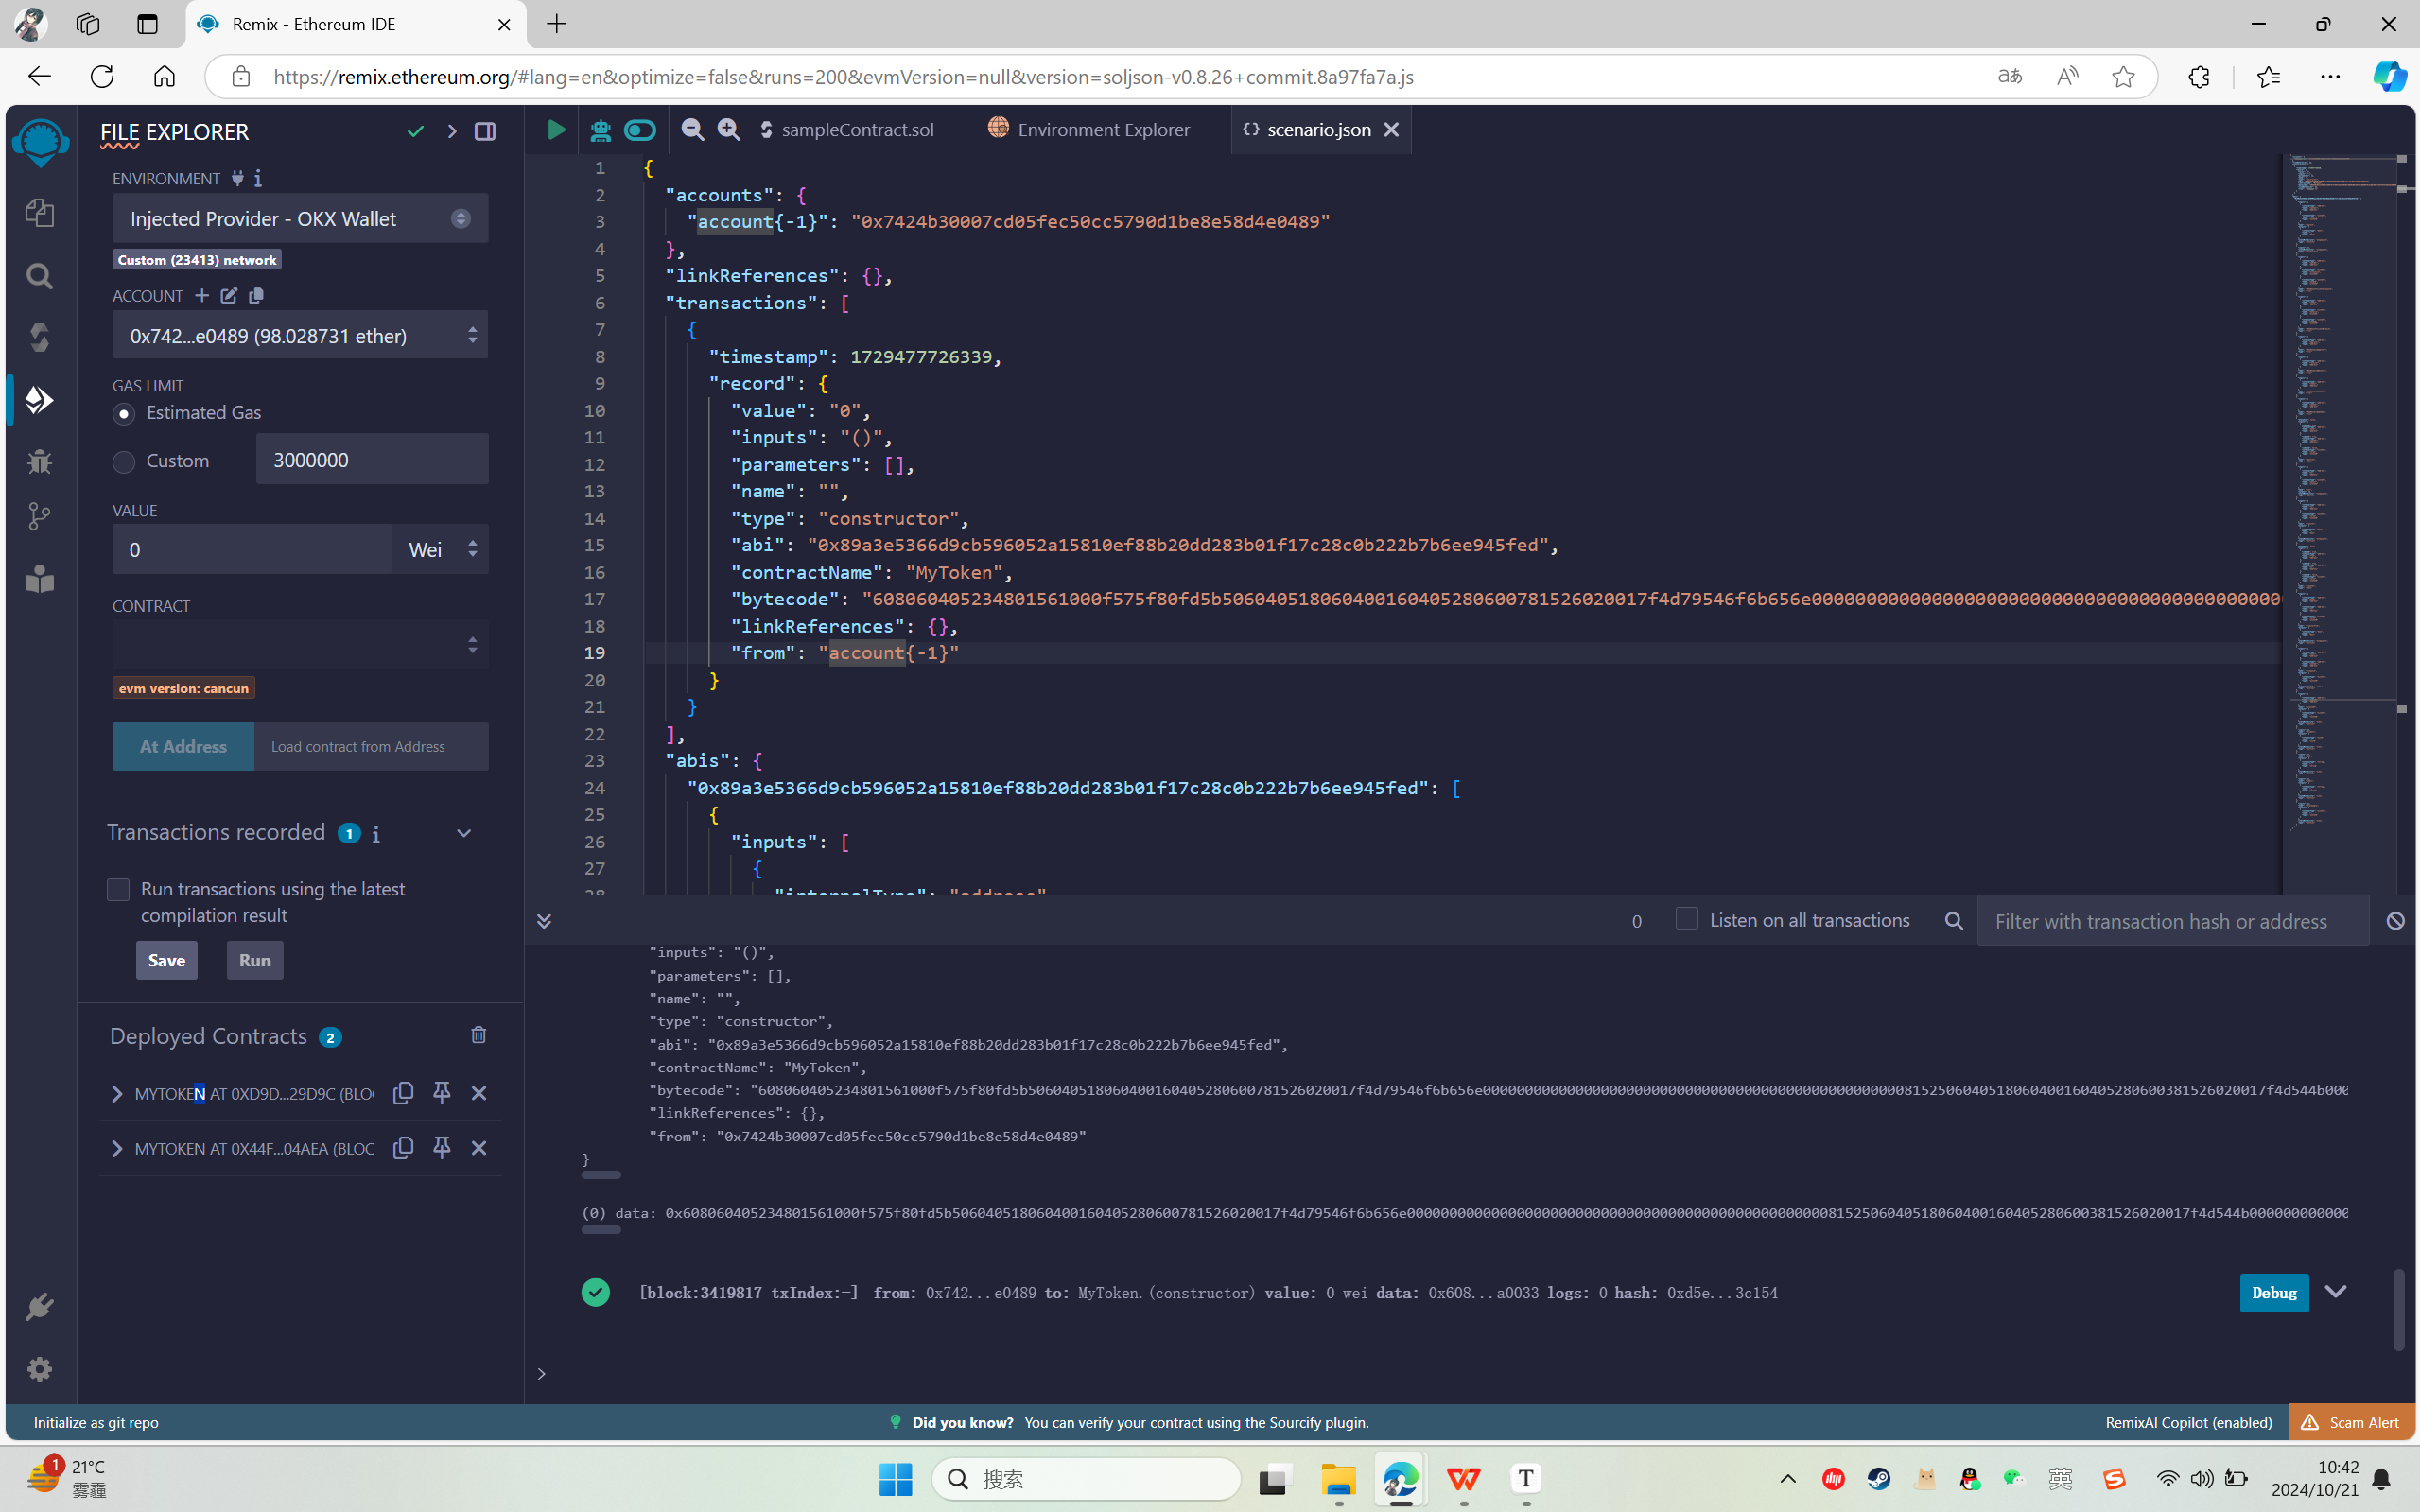 Remix - Ethereum IDE
https://remix.ethereum.org/#lang=en&optimize=false&runs=200&evmVersion=null&version=soljson-v0.8.26+commit.8a97fa7a.js
FILE EXPLORER
ENVIRONMENT
Injected Provider - OKX Wallet
Custom (23413) network
ACCOUNT
0x742...e0489 (98.028731 ether)
GAS LIMIT
Estimated Gas
Custom 3000000
VALUE
0 Wei
CONTRACT
evm version: cancun
At Address Load contract from Address
Transactions recorded 1
Run transactions using the latest
compilation result
Save Run
Deployed Contracts 2
MYTOKEN AT 0XD9D...29D9C (BLO
MYTOKEN AT 0X44F...04AEA (BLOC
sampleContract.sol Environment Explorer {} scenario.json
1 {
2 "accounts": {
3 "account{-1}": "0x7424b30007cd05fec50cc5790d1be8e58d4e0489"
4 },
5 "linkReferences": {},
6 "transactions": [
7 {
8 "timestamp": 1729477726339,
9 "record": {
10 "value": "0",
11 "inputs": "()",
12 "parameters": [],
13 "name": "",
14 "type": "constructor",
15 "abi": "0x89a3e5366d9cb596052a15810ef88b20dd283b01f17c28c0b222b7b6ee945fed",
16 "contractName": "MyToken",
17 "bytecode":
18 "linkReferences": {},
19 "from": "account{-1}"
20 }
21 }
22 ],
23 "abis": {
24 "0x89a3e5366d9cb596052a15810ef88b20dd283b01f17c28c0b222b7b6ee945fed": [
25 {
26 "inputs": [
27 {
28 "internalType": "address"
0 Listen on all transactions Filter with transaction hash or address
"inputs": "()",
"parameters": [],
"name": "",
"type": "constructor",
"abi": "0x89a3e5366d9cb596052a15810ef88b20dd283b01f17c28c0b222b7b6ee945fed",
"contractName": "MyToken",
"bytecode":
"linkReferences": {},
"from": "0x7424b30007cd05fec50cc5790d1be8e58d4e0489"
}
(0) data:
[block:3419817 txIndex:-] from: 0x742...e0489 to: MyToken.(constructor) value: 0 wei data: 0x608...a0033 logs: 0 hash: 0xd5e...3c154
Debug
>
Initialize as git repo
Did you know? You can verify your contract using the Sourcify plugin.
RemixAI Copilot (enabled)
Scam Alert
1
21°C
雾霾
搜索
英
10:42
2024/10/21